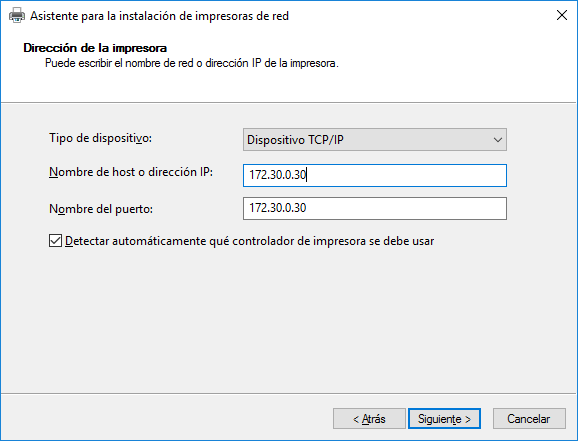 Asistente para la instalación de impresoras de red
Dirección de la impresora
Puede escribir el nombre de red o dirección IP de la impresora.
Tipo de dispositivo: Dispositivo TCP/IP
Nombre de host o dirección IP: 172.30.0.30
Nombre del puerto: 172.30.0.30
Detectar automáticamente qué controlador de impresora se debe usar
< Atrás Siguiente > Cancelar